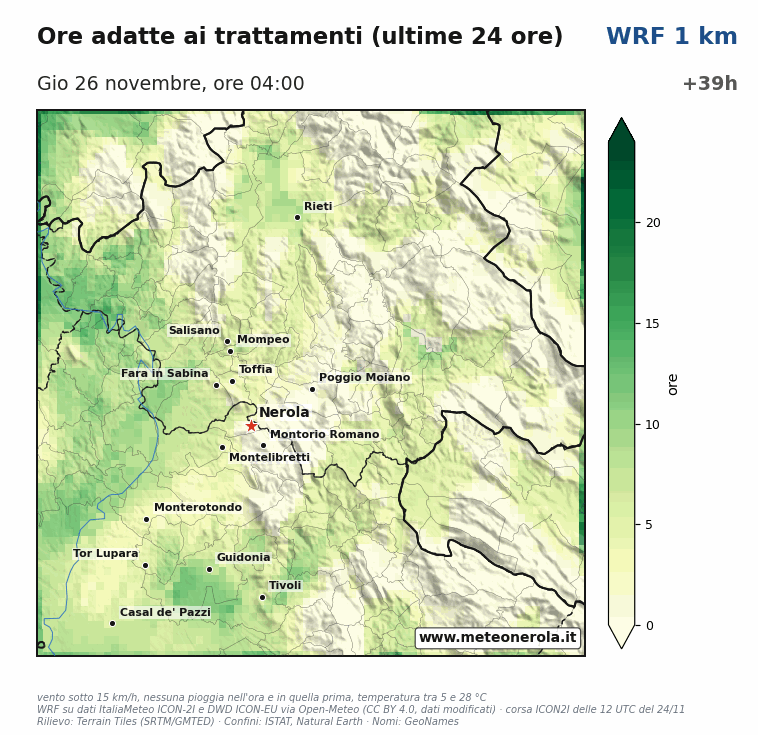 Ore adatte ai trattamenti (ultime 24 ore) WRF 1 km
Gio 26 novembre, ore 04:00 +39h
Rieti
Salisano
Mompeo
Toffia
Fara in Sabina
Poggio Moiano
Nerola
Montorio Romano
Montelibretti
Monterotondo
Tor Lupara
Guidonia
Tivoli
Casal de' Pazzi
www.meteonerola.it
20
15
10
5
0
ore
vento sotto 15 km/h, nessuna pioggia nell'ora e in quella prima, temperatura tra 5 e 28 °C
WRF su dati ItaliaMeteo ICON-2I e DWD ICON-EU via Open-Meteo (CC BY 4.0, dati modificati) · corsa ICON2I delle 12 UTC del 24/11
Rilievo: Terrain Tiles (SRTM/GMTED) · Confini: ISTAT, Natural Earth · Nomi: GeoNames